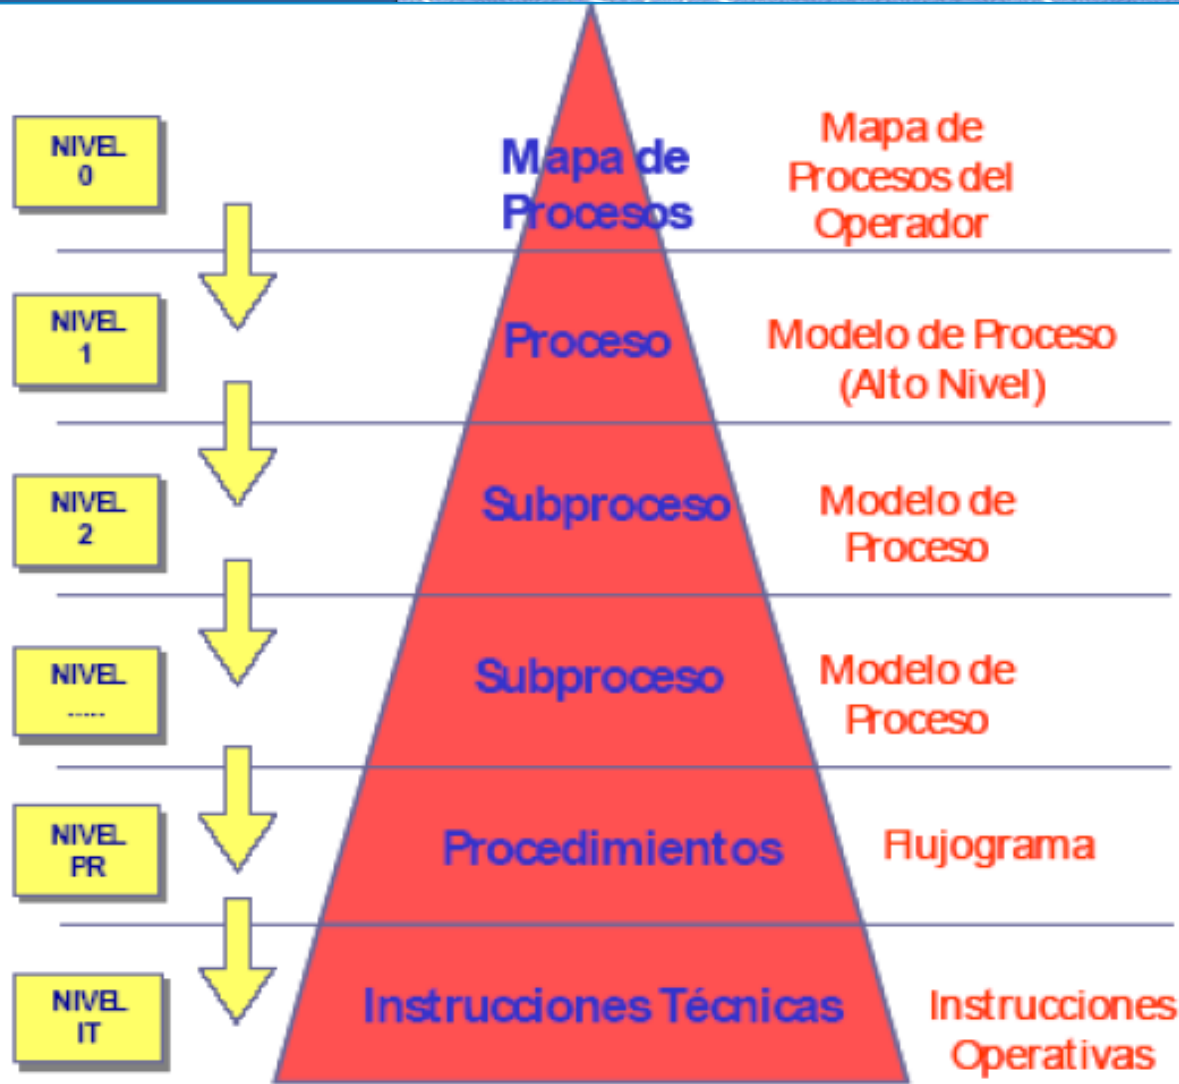 NIVEL
0
Mapa de
Procesos
Mapa de
Procesos del
Operador
NIVEL
1
Proceso
Modelo de Proceso
(Alto Nivel)
NIVEL
2
Subproceso
Modelo de
Proceso
NIVEL
.....
Subproceso
Modelo de
Proceso
NIVEL
PR
Procedimientos
Flujograma
NIVEL
IT
Instrucciones Técnicas
Instrucciones
Operativas